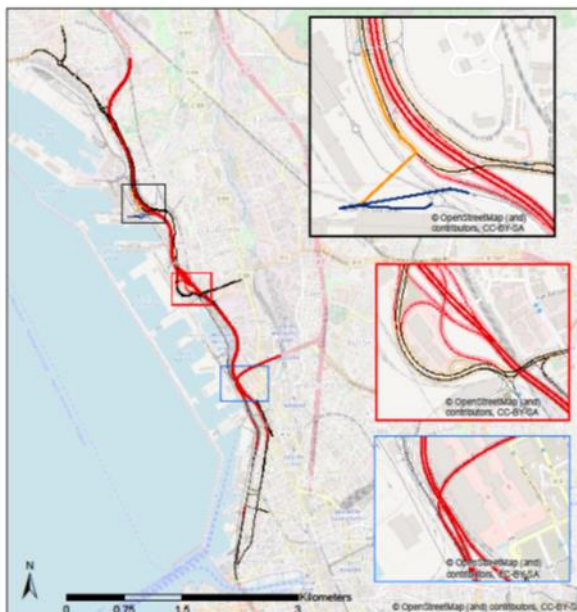 © OpenStreetMap (and)
contributors, CC-BY-SA
© OpenStreetMap (and)
contributors, CC-BY-SA
© OpenStreetMap (and)
contributors, CC-BY-SA
N
Kilometers
0 0.75 1.5 3
© OpenStreetMap (and) contributors, CC-BY-SA